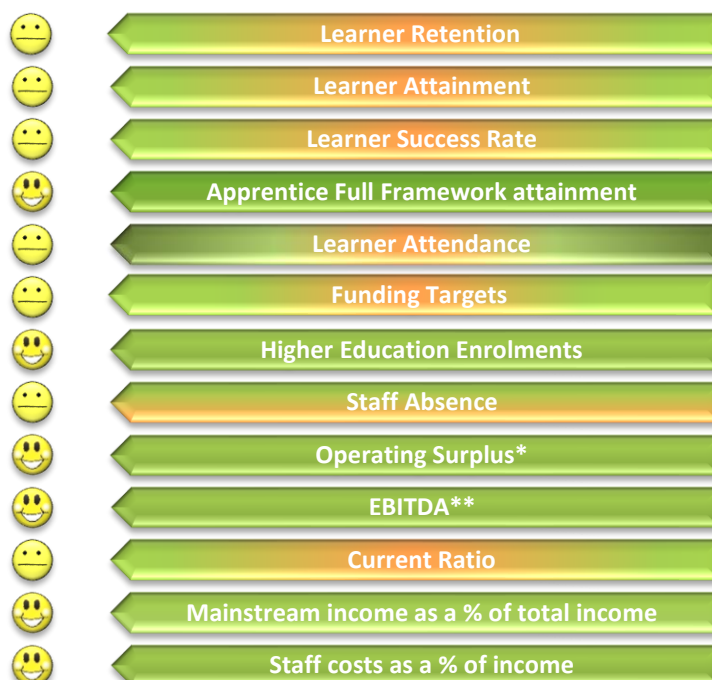 Learner Retention
Learner Attainment
Learner Success Rate
Apprentice Full Framework attainment
Learner Attendance
Funding Targets
Higher Education Enrolments
Staff Absence
Operating Surplus*
EBITDA**
Current Ratio
Mainstream income as a % of total income
Staff costs as a % of income